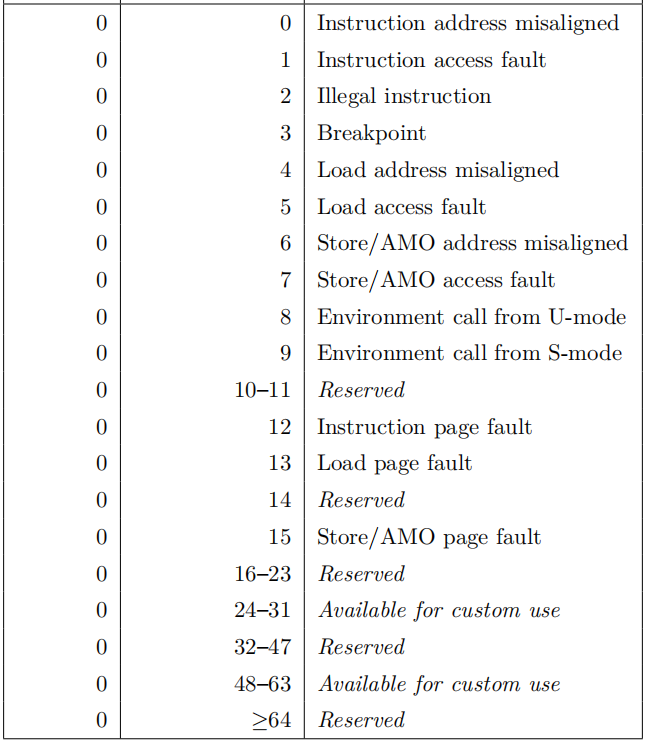 0 0 Instruction address misaligned
0 1 Instruction access fault
0 2 Illegal instruction
0 3 Breakpoint
0 4 Load address misaligned
0 5 Load access fault
0 6 Store/AMO address misaligned
0 7 Store/AMO access fault
0 8 Environment call from U-mode
0 9 Environment call from S-mode
0 10–11 Reserved
0 12 Instruction page fault
0 13 Load page fault
0 14 Reserved
0 15 Store/AMO page fault
0 16–23 Reserved
0 24–31 Available for custom use
0 32–47 Reserved
0 48–63 Available for custom use
0 ≥64 Reserved